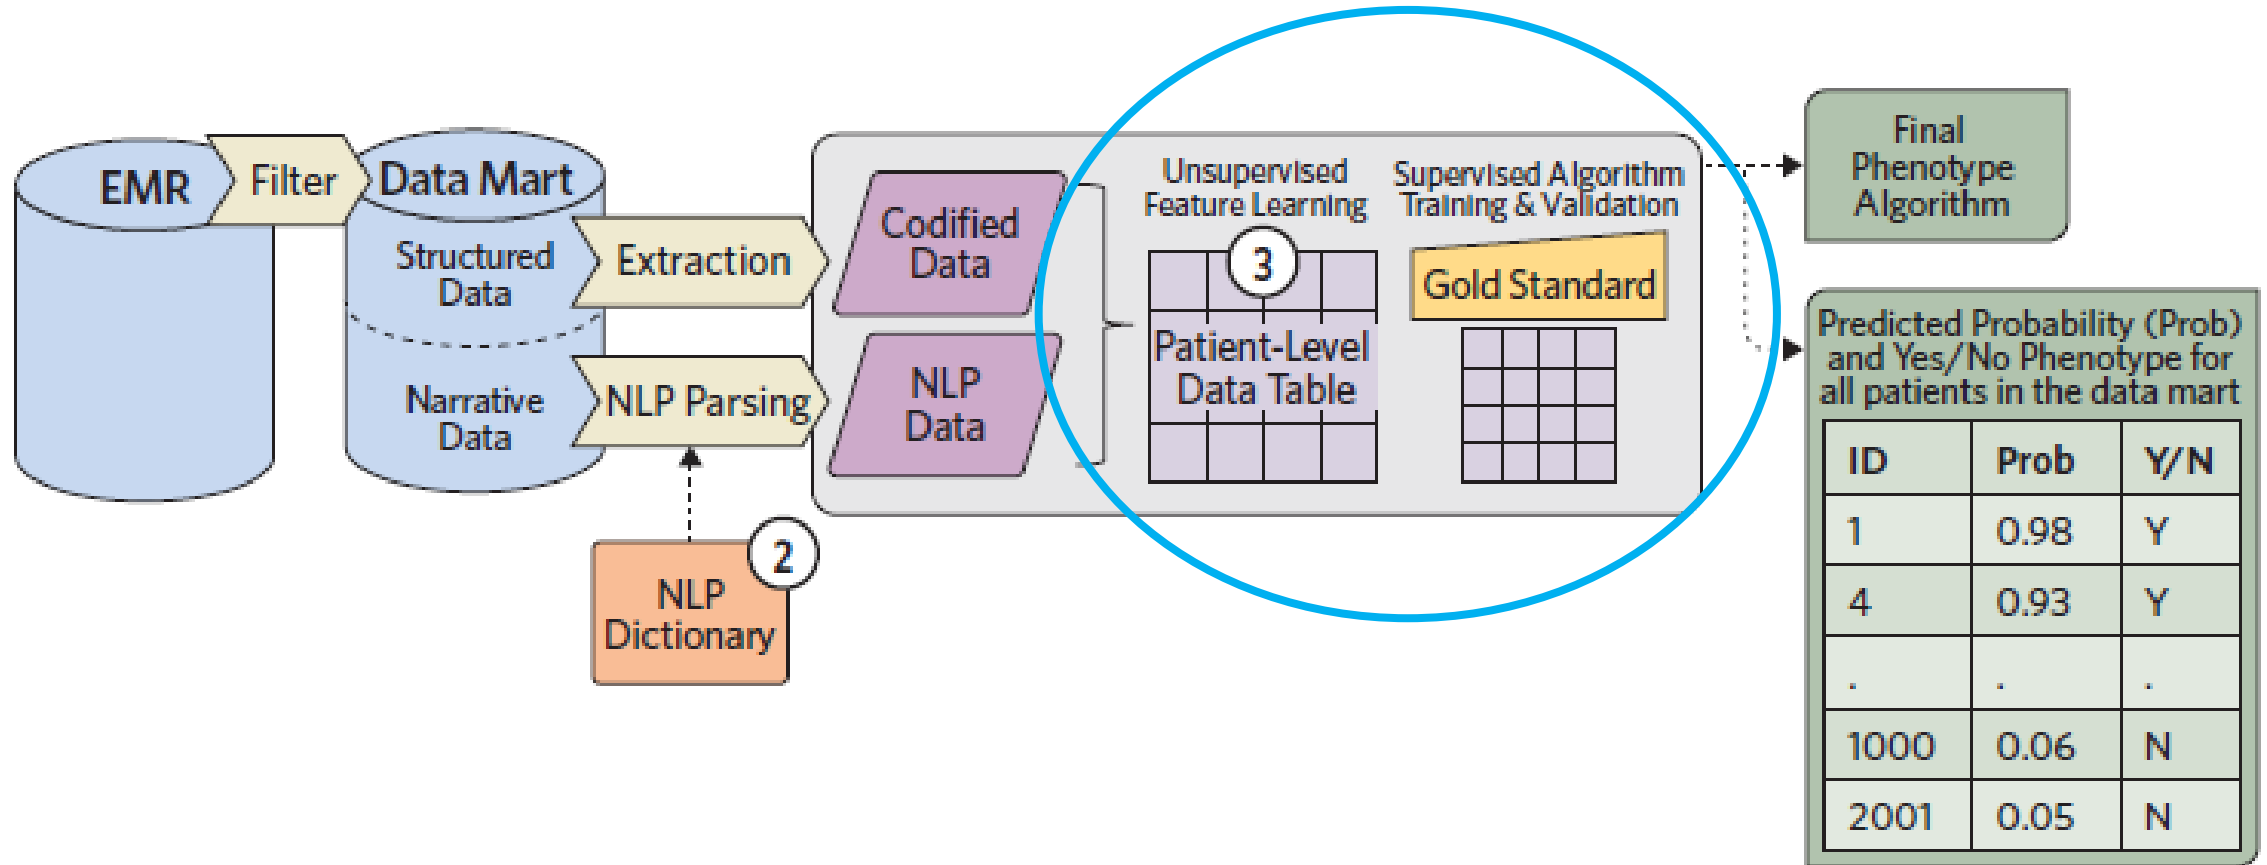 EMR
Filter
Data Mart
Structured
Data
Narrative
Data
Extraction
NLP Parsing
NLP
Dictionary
2
Codified
Data
NLP
Data
Unsupervised
Feature Learning
3
Patient-Level
Data Table
Supervised Algorithm
Training & Validation
Gold Standard
Final
Phenotype
Algorithm
Predicted Probability (Prob)
and Yes/No Phenotype for
all patients in the data mart
ID Prob Y/N
1 0.98 Y
4 0.93 Y
. . .
1000 0.06 N
2001 0.05 N